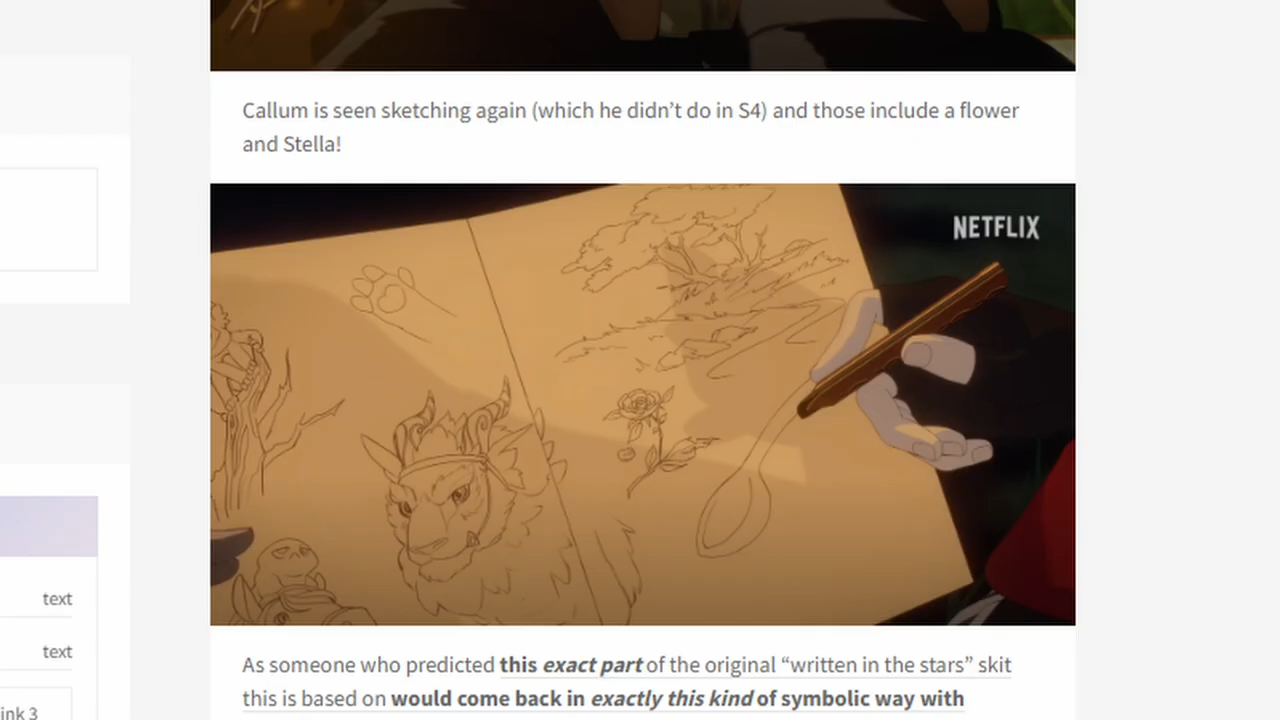 Callum is seen sketching again (which he didn’t do in S4) and those include a flower
and Stella!
NETFLIX
text
text
ink 3
As someone who predicted this exact part of the original “written in the stars” skit
this is based on would come back in exactly this kind of symbolic way with